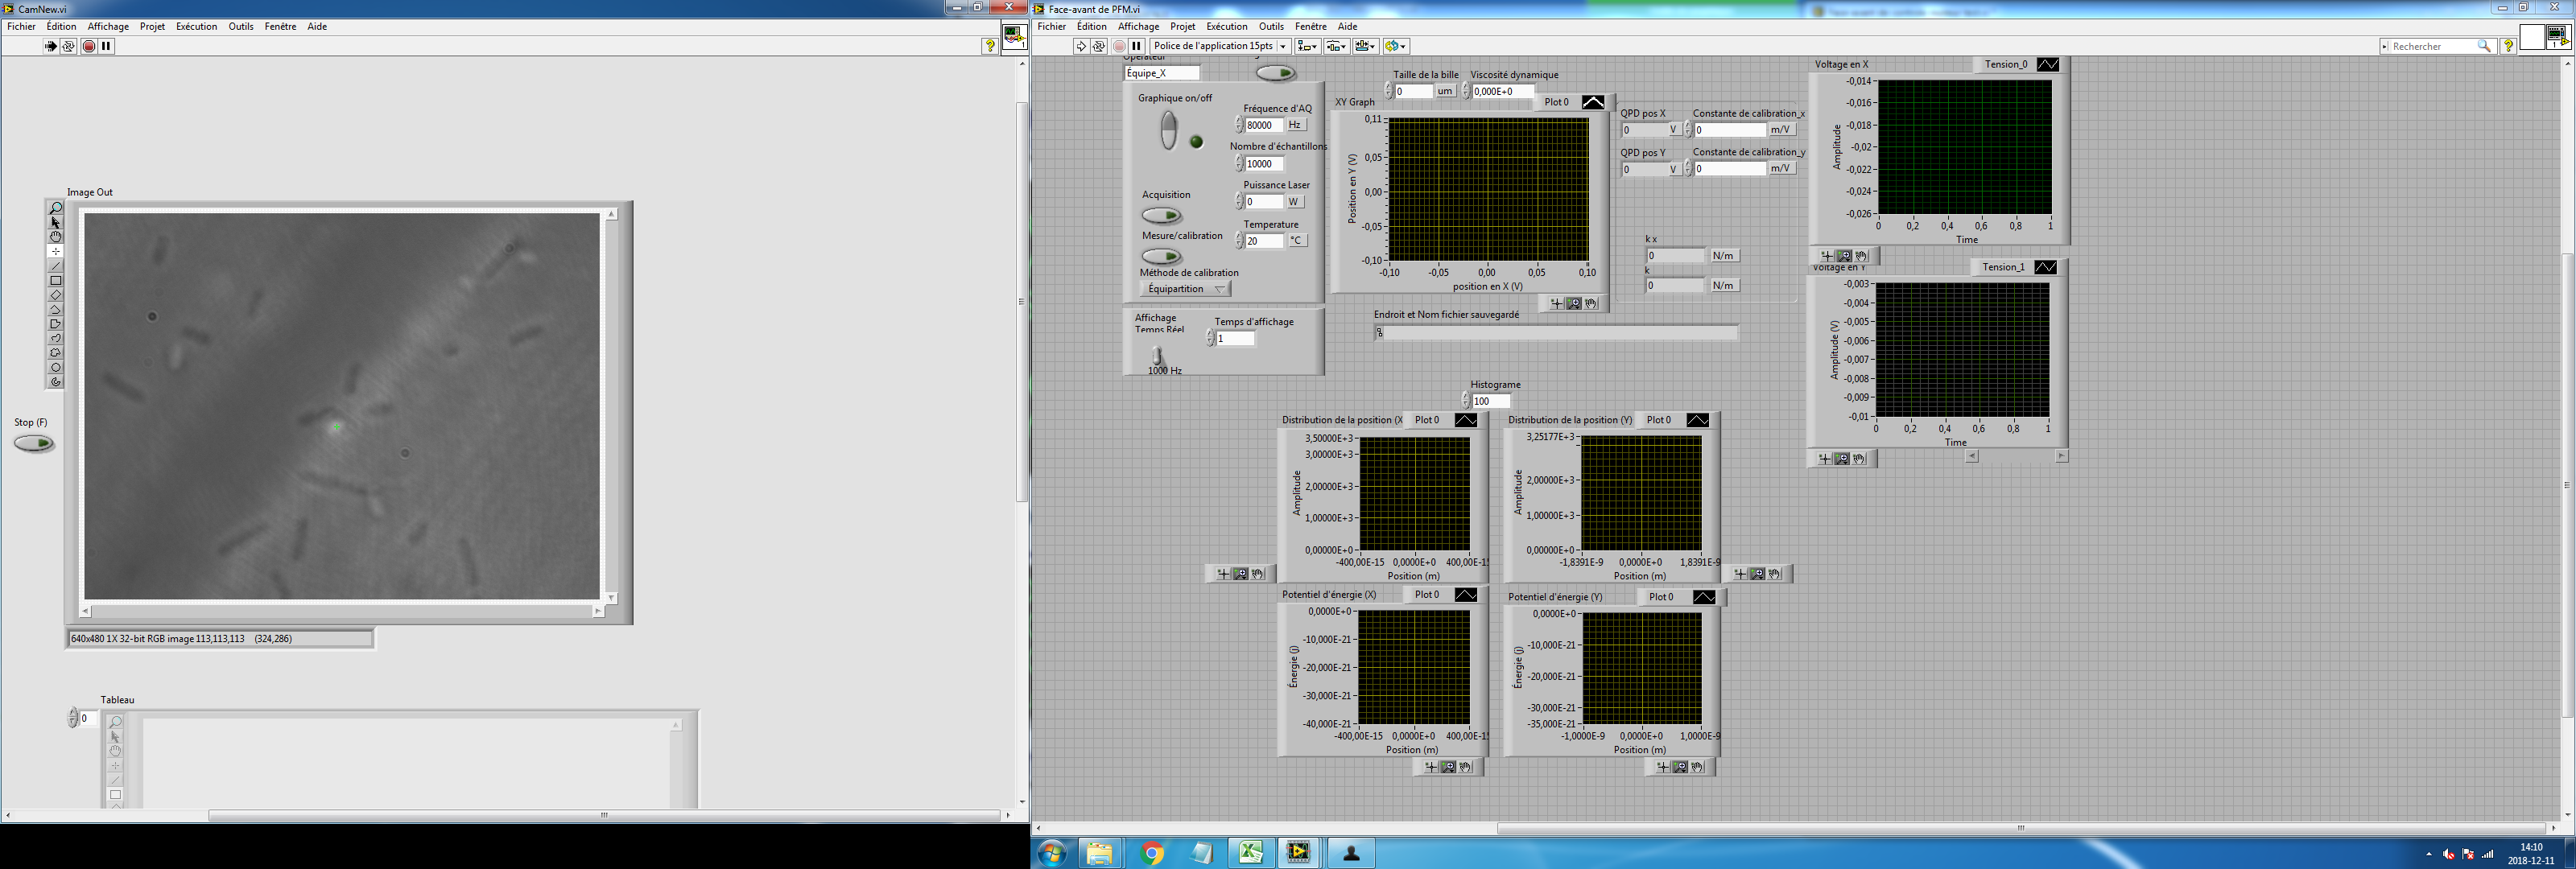 CamNew.vi
Fichier Édition Affichage Projet Exécution Outils Fenêtre Aide
Image Out
Stop (F)
640x480 1X 32-bit RGB image 113,113,113 (324,286)
Tableau
0
Face-avant de PFM.vi
Fichier Édition Affichage Projet Exécution Outils Fenêtre Aide
Police de l'application 15pts
Rechercher
Opérateur
Équipe_X
Graphique on/off
Fréquence d'AQ
80000 Hz
Nombre d'échantillons
10000
Puissance Laser
0 W
Acquisition
Temperature
20 °C
Mesure/calibration
Méthode de calibration
Équipartition
Affichage
Temps Réel
1000 Hz
Temps d'affichage
1
Taille de la bille
0 um
Viscosité dynamique
0,000E+0
XY Graph
Plot 0
Position en Y (V)
0,11
0,05
0,00
-0,05
-0,10
-0,10 -0,05 0,00 0,05 0,10
position en X (V)
QPD pos X
0 V
Constante de calibration_x
0 m/V
QPD pos Y
0 V
Constante de calibration_y
0 m/V
k x
0 N/m
k
0 N/m
Endroit et Nom fichier sauvegardé
Histograme
100
Voltage en X
Tension_0
Amplitude
-0,014
-0,016
-0,018
-0,02
-0,022
-0,024
-0,026
0 0,2 0,4 0,6 0,8 1
Time
Voltage en Y
Tension_1
Amplitude (V)
-0,003
-0,004
-0,005
-0,006
-0,007
-0,008
-0,009
-0,01
0 0,2 0,4 0,6 0,8 1
Time
Distribution de la position (X
Plot 0
Amplitude
3,50000E+3
3,00000E+3
2,00000E+3
1,00000E+3
0,00000E+0
-400,00E-15 0,0000E+0 400,00E-15
Position (m)
Distribution de la position (Y)
Plot 0
Amplitude
3,25177E+3
2,00000E+3
1,00000E+3
0,00000E+0
-1,8391E-9 0,0000E+0 1,8391E-9
Position (m)
Potentiel d'énergie (X)
Plot 0
Énergie (j)
0,0000E+0
-10,000E-21
-20,000E-21
-30,000E-21
-40,000E-21
-400,00E-15 0,0000E+0 400,00E-15
Position (m)
Potentiel d'énergie (Y)
Plot 0
Énergie (j)
0,0000E+0
-10,000E-21
-20,000E-21
-30,000E-21
-35,000E-21
-1,0000E-9 0,0000E+0 1,0000E-9
Position (m)
14:10
2018-12-11